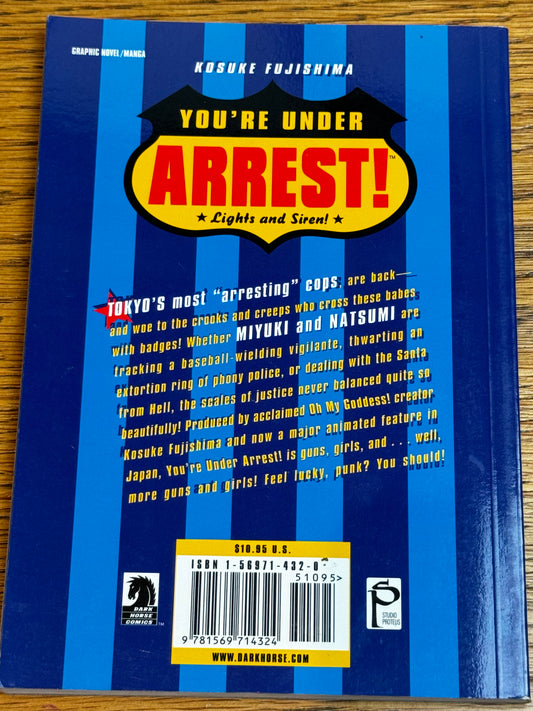 GRAPHIC NOVEL/MANGA
KOSUKE FUJISHIMA
YOU'RE UNDER
ARREST!™
★ Lights and Siren! ★
TOKYO'S most "arresting" cops, are back—
and woe to the crooks and creeps who cross these babes
with badges! Whether MIYUKI and NATSUMI are
tracking a baseball-wielding vigilante, thwarting an
extortion ring of phony police, or dealing with the Santa
from Hell, the scales of justice never balanced quite so
beautifully! Produced by acclaimed Oh My Goddess! creator
Kosuke Fujishima and now a major animated feature in
Japan, You're Under Arrest! is guns, girls, and . . . well,
more guns and girls! Feel lucky, punk? You should!
$10.95 U.S.
ISBN 1-56971-432-0
51095>
9 781569 714324
WWW.DARKHORSE.COM
DARK
HORSE
COMICS™
SP
STUDIO
PROTEUS